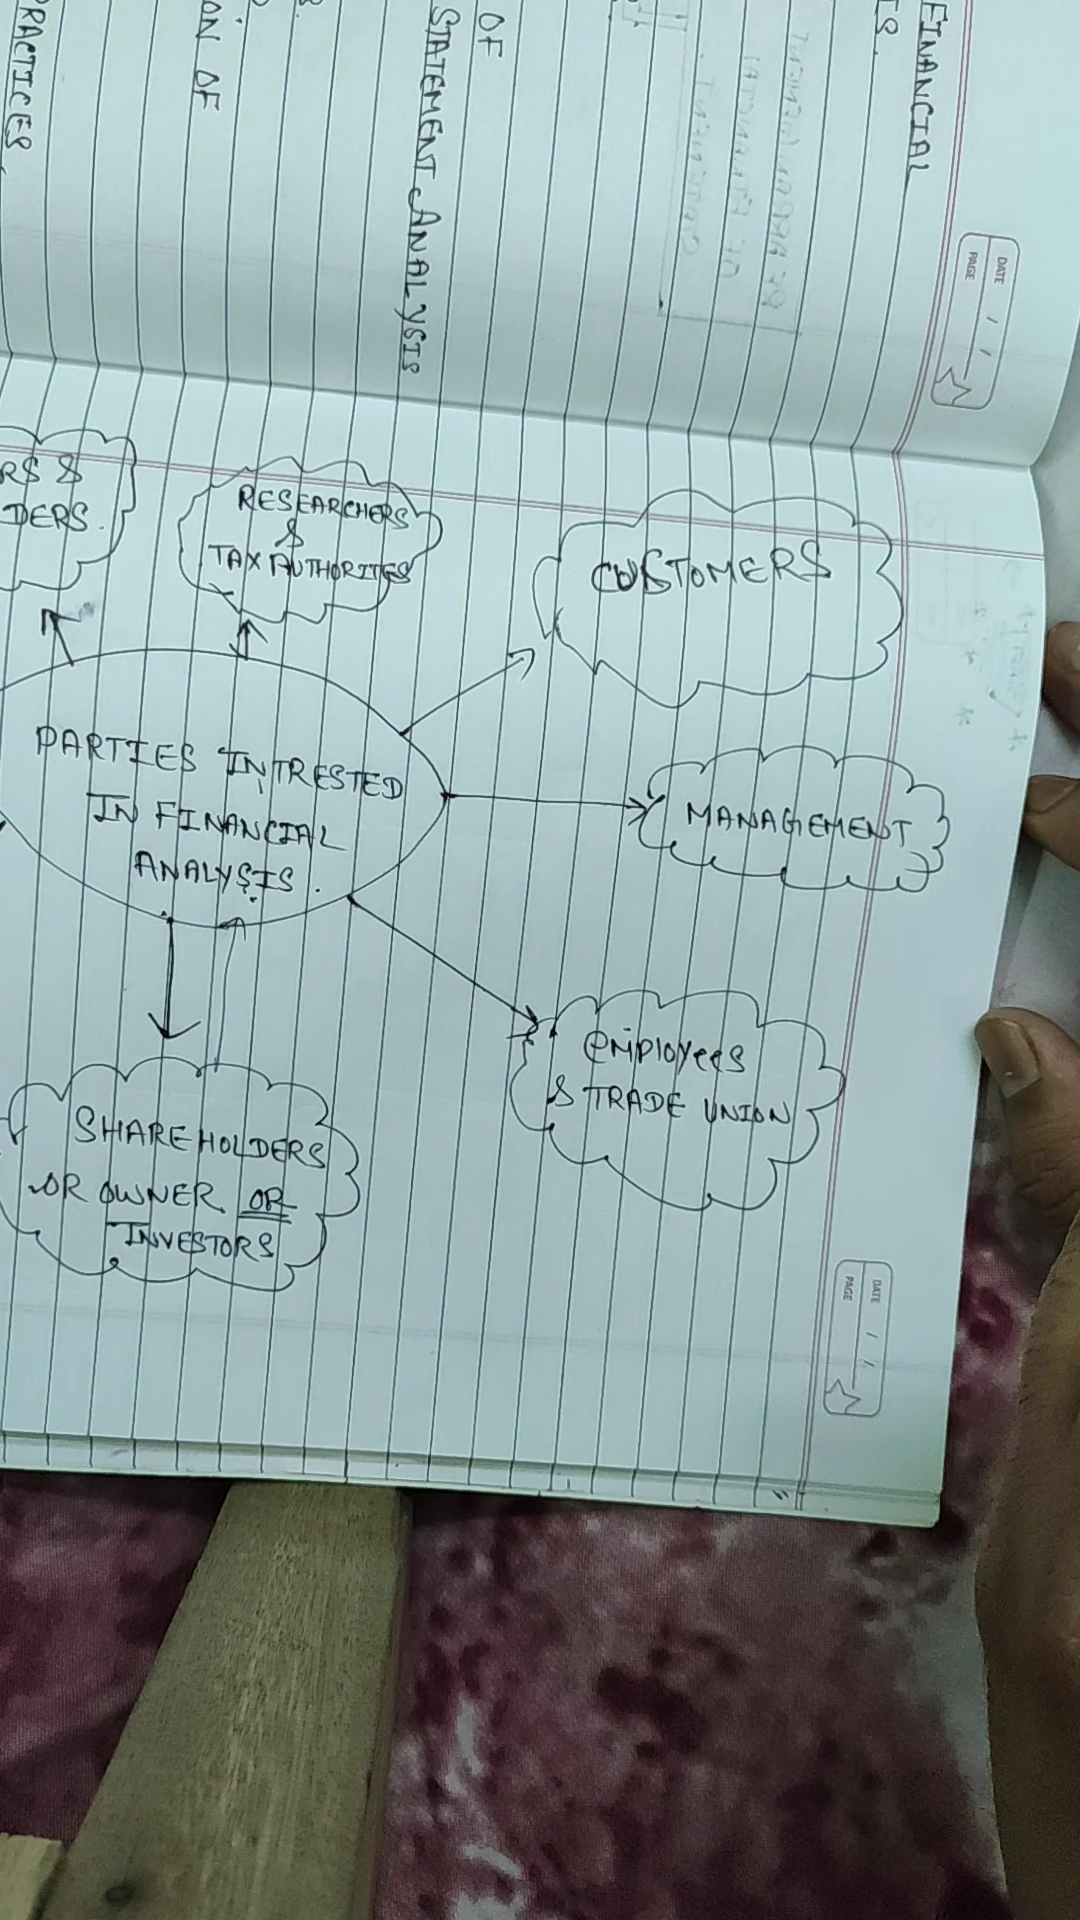 FINANCIAL
OF
STATEMENT ANALYSIS
ON OF
PRACTICES
DATE / /
PAGE
RS &
DERS.
RESEARCHERS
&
TAX AUTHORITES
CUSTOMERS
PARTIES INTRESTED
IN FINANCIAL
ANALYSIS.
MANAGEMENT
employees
& TRADE UNION
SHAREHOLDERS
OR OWNER OR
INVESTORS
DATE / /
PAGE